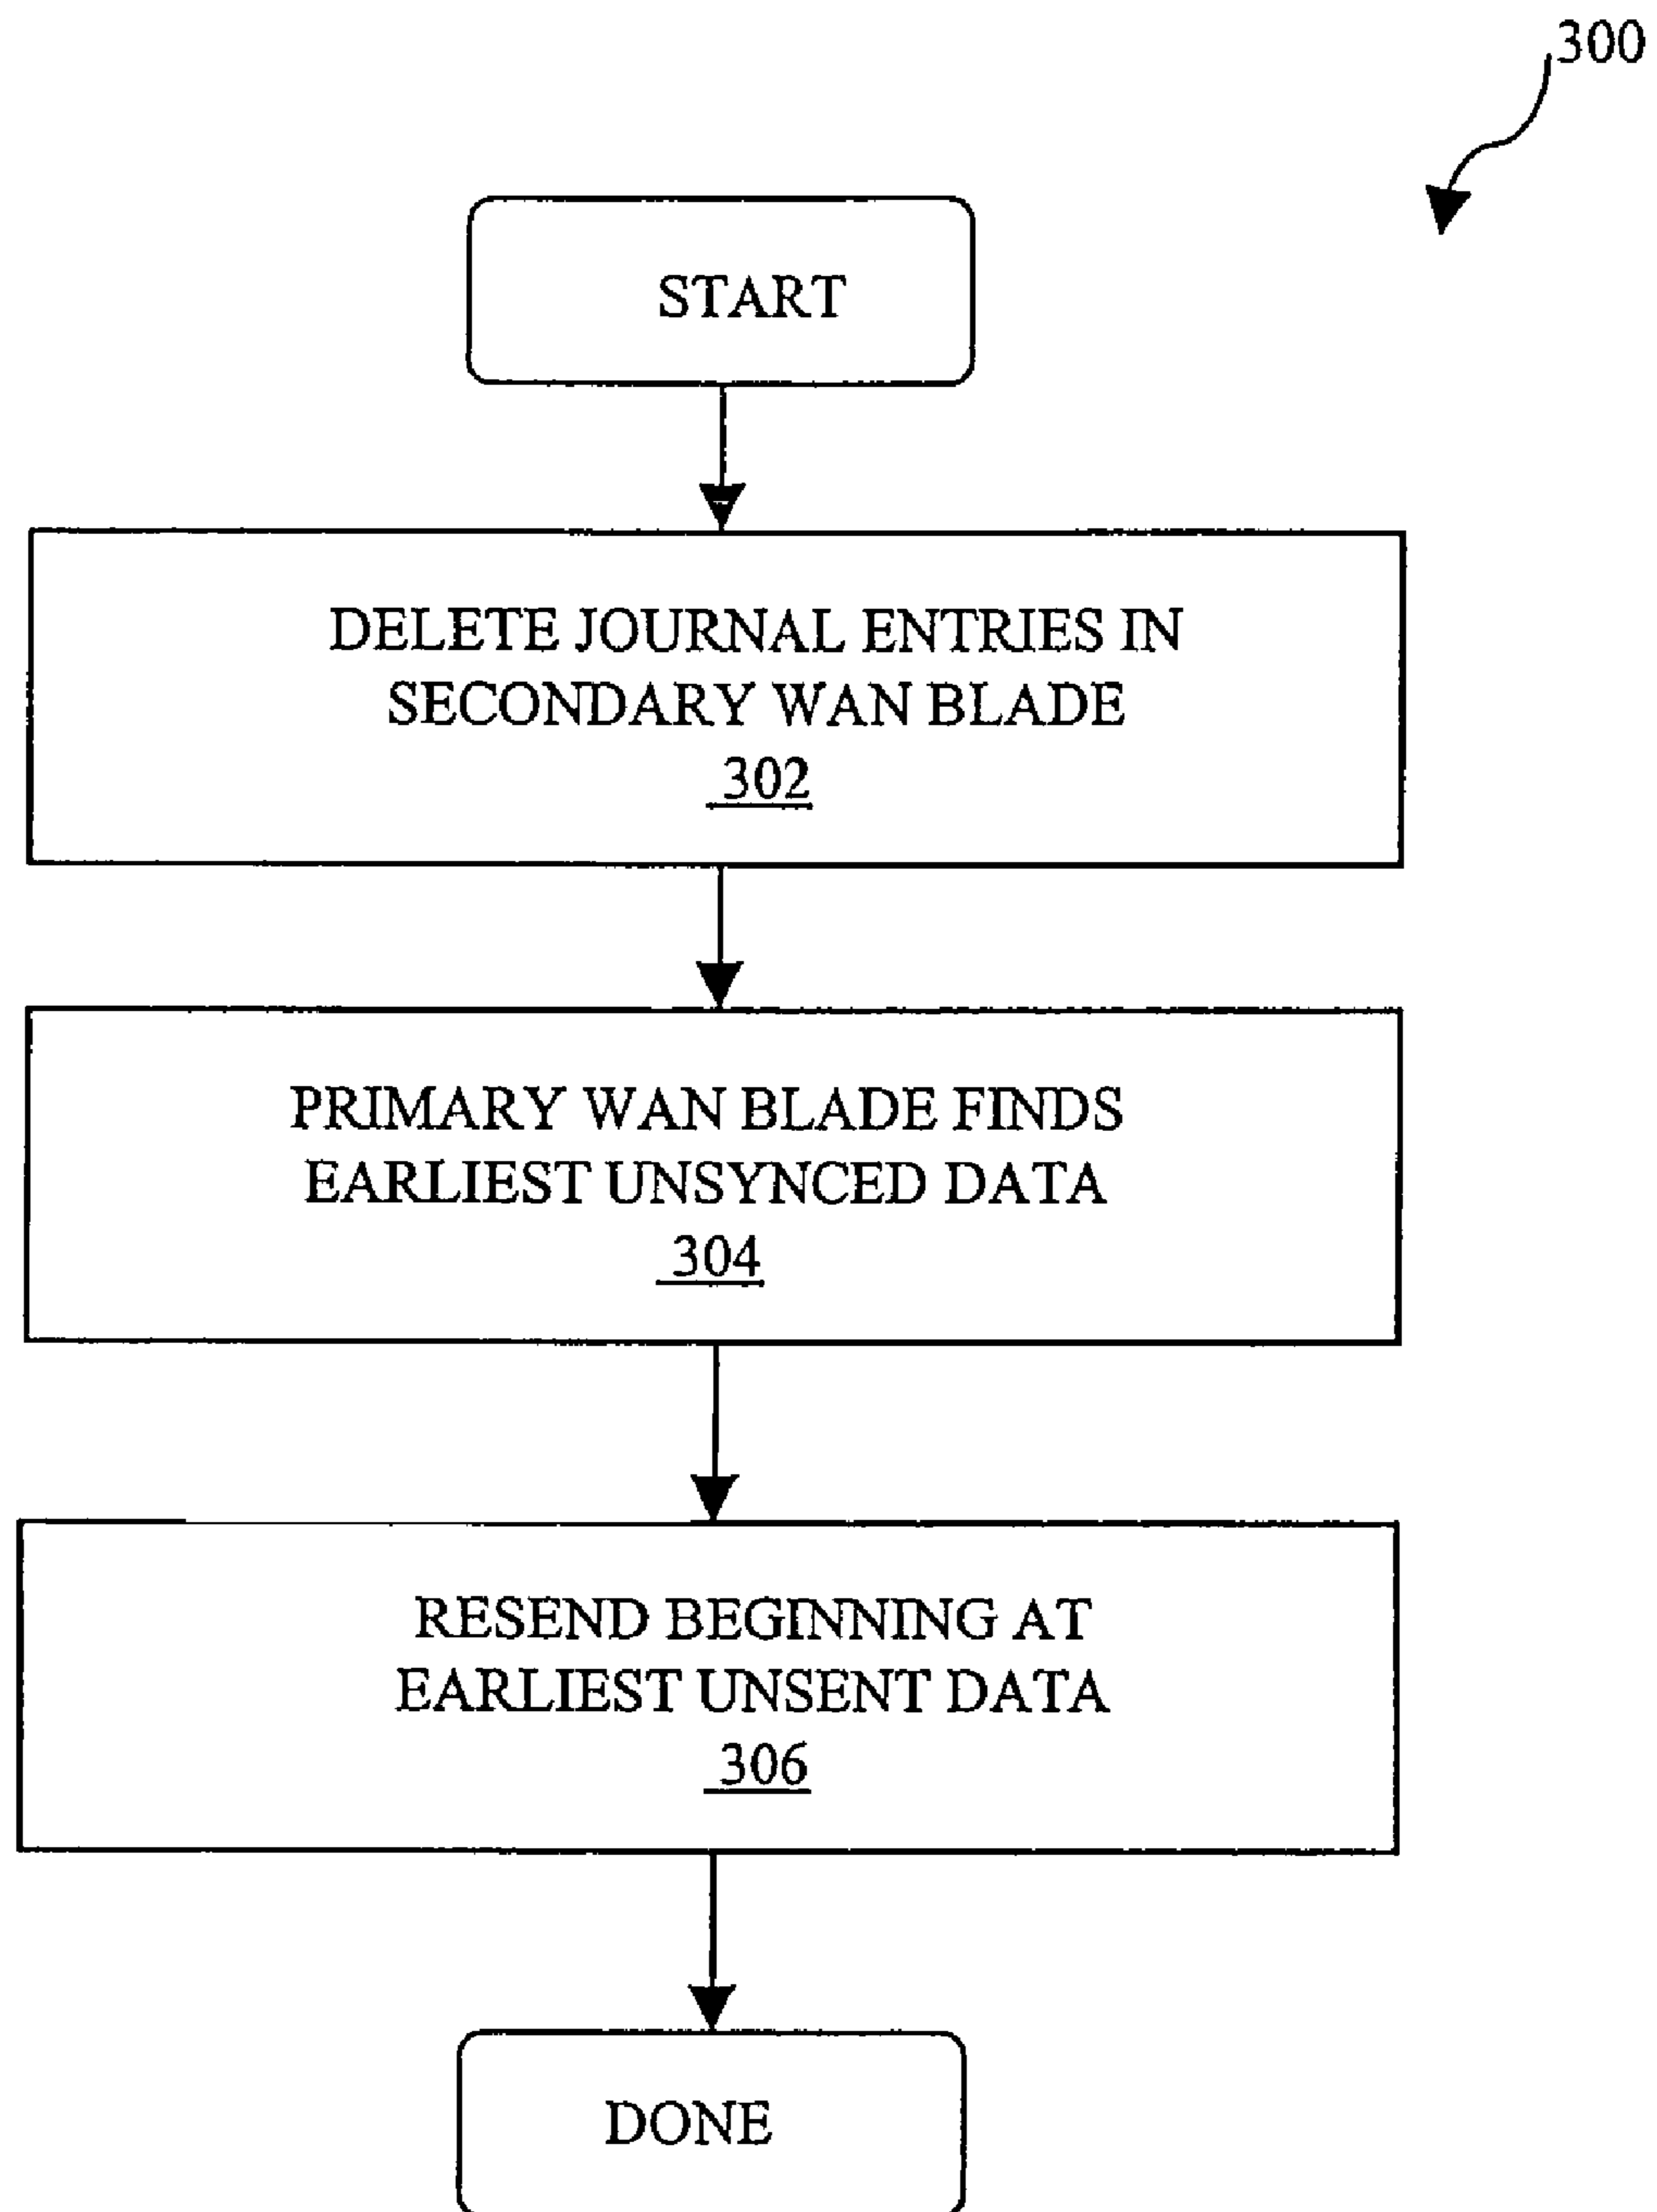 300
START
DELETE JOURNAL ENTRIES IN
SECONDARY WAN BLADE
302
PRIMARY WAN BLADE FINDS
EARLIEST UNSYNCED DATA
304
RESEND BEGINNING AT
EARLIEST UNSENT DATA
306
DONE